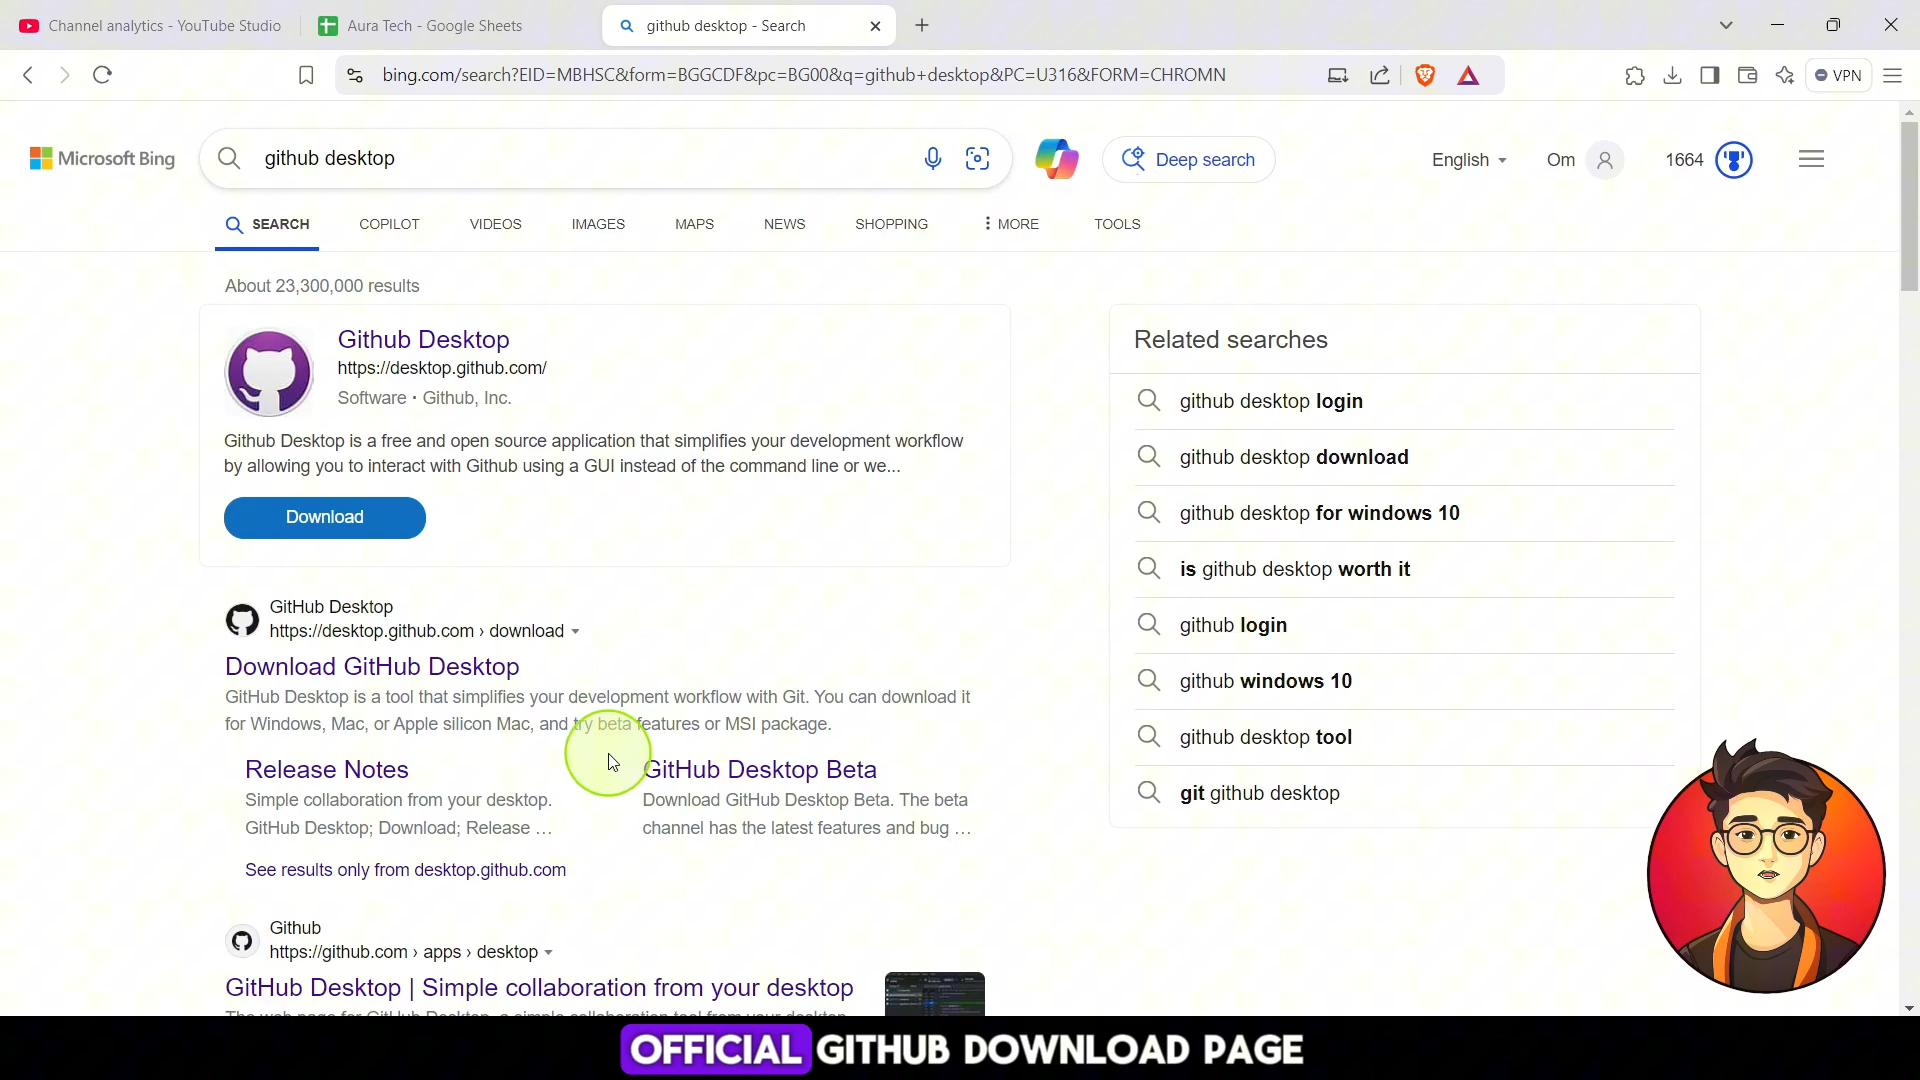 Channel analytics - YouTube Studio
Aura Tech - Google Sheets
github desktop - Search
bing.com/search?EID=MBHSC&form=BGGCDF&pc=BG00&q=github+desktop&PC=U316&FORM=CHROMN
VPN
Microsoft Bing
github desktop
Deep search
English
Om
1664
SEARCH
COPILOT
VIDEOS
IMAGES
MAPS
NEWS
SHOPPING
MORE
TOOLS
About 23,300,000 results
Github Desktop
https://desktop.github.com/
Software · Github, Inc.
Github Desktop is a free and open source application that simplifies your development workflow
by allowing you to interact with Github using a GUI instead of the command line or we...
Download
GitHub Desktop
https://desktop.github.com › download
Download GitHub Desktop
GitHub Desktop is a tool that simplifies your development workflow with Git. You can download it
for Windows, Mac, or Apple silicon Mac, and try beta features or MSI package.
Release Notes
Simple collaboration from your desktop.
GitHub Desktop; Download; Release ...
GitHub Desktop Beta
Download GitHub Desktop Beta. The beta
channel has the latest features and bug ...
See results only from desktop.github.com
Github
https://github.com › apps › desktop
GitHub Desktop | Simple collaboration from your desktop
Related searches
github desktop login
github desktop download
github desktop for windows 10
is github desktop worth it
github login
github windows 10
github desktop tool
git github desktop
OFFICIAL GITHUB DOWNLOAD PAGE